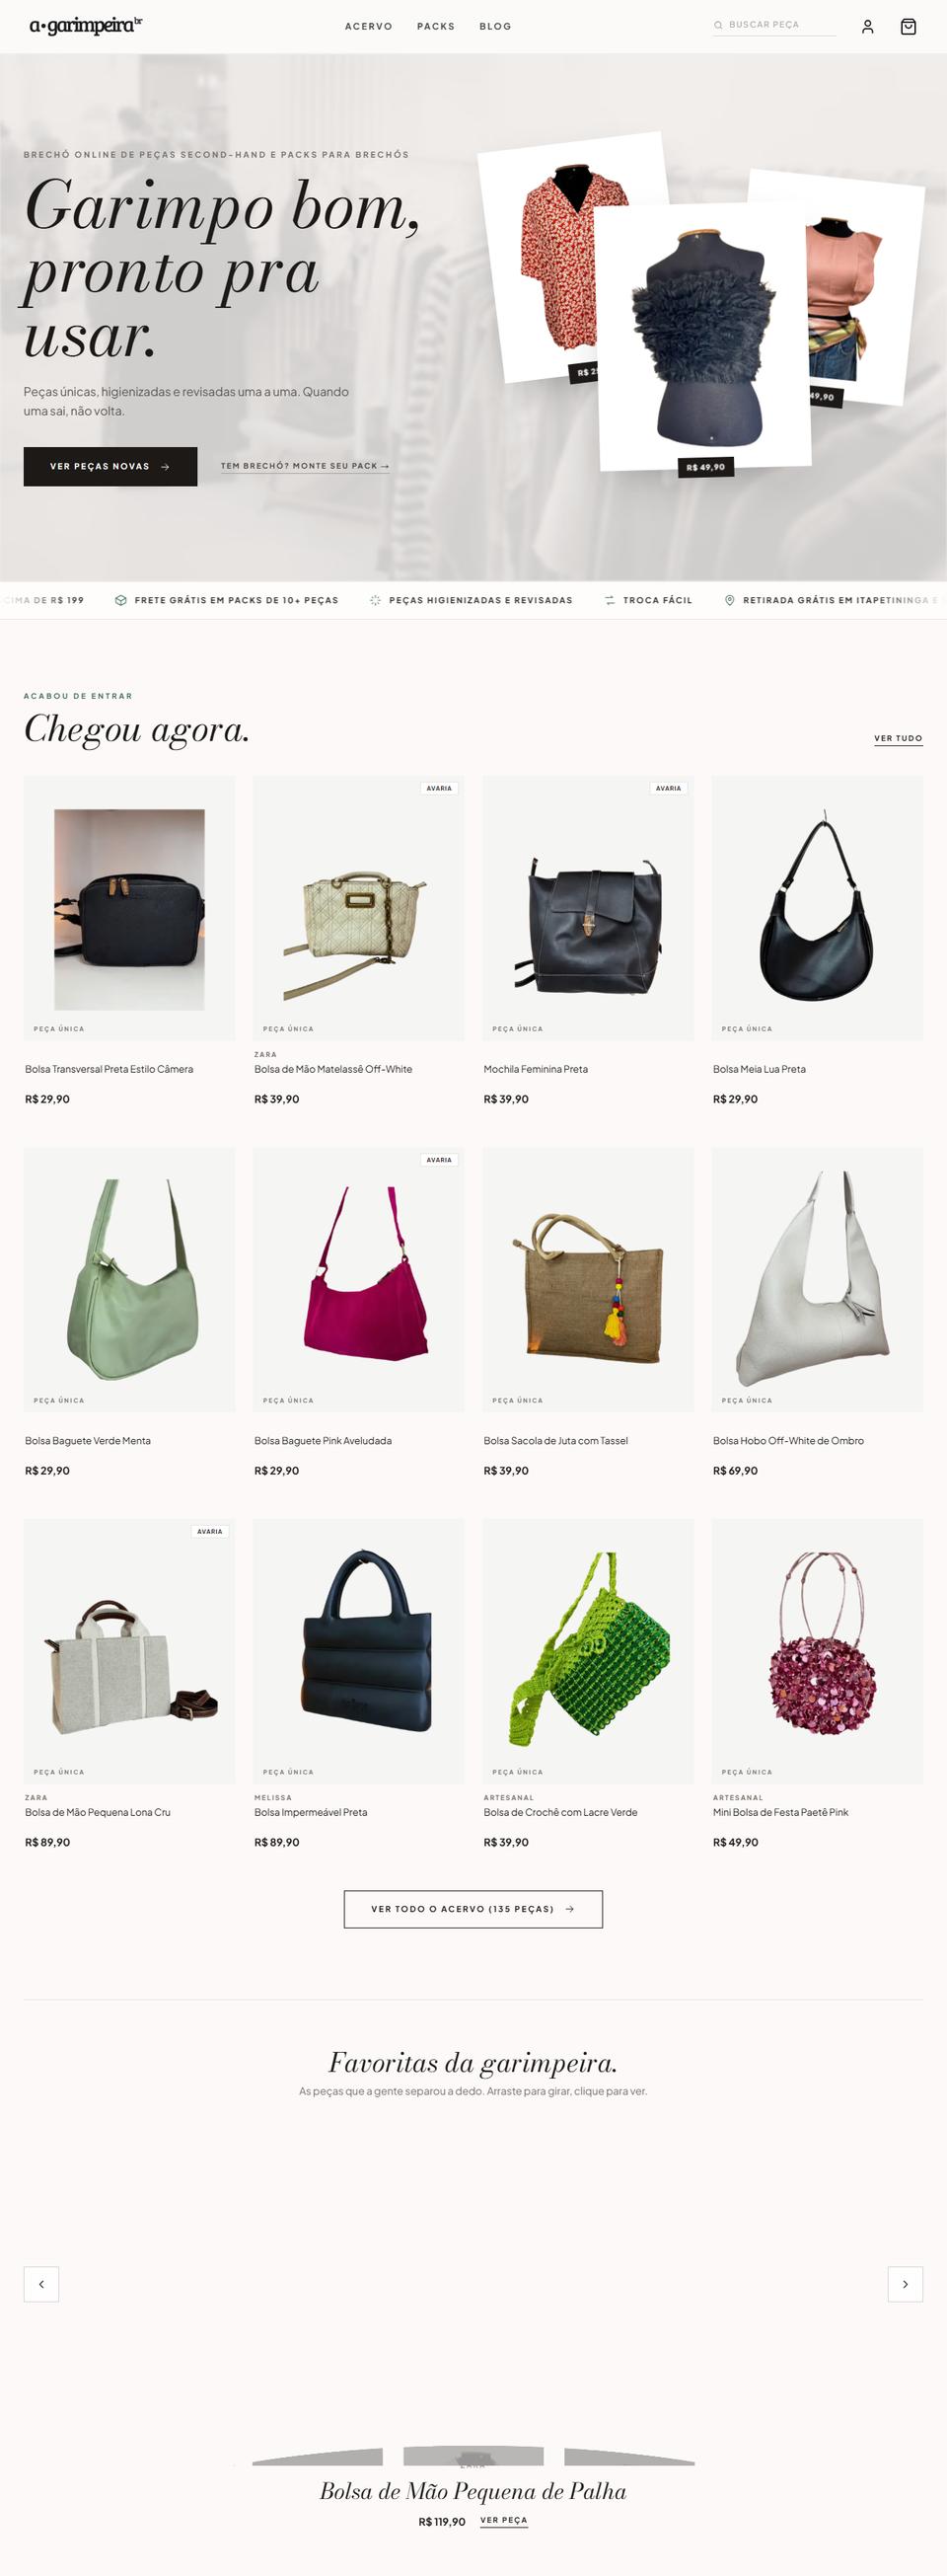 a•garimpeira br
ACERVO PACKS BLOG
BUSCAR PEÇA
BRECHÓ ONLINE DE PEÇAS SECOND-HAND E PACKS PARA BRECHÓS
Garimpo bom,
pronto pra
usar.
Peças únicas, higienizadas e revisadas uma a uma. Quando
uma sai, não volta.
VER PEÇAS NOVAS →
TEM BRECHÓ? MONTE SEU PACK →
R$ 49,90
49,90
CIMA DE R$ 199 FRETE GRÁTIS EM PACKS DE 10+ PEÇAS PEÇAS HIGIENIZADAS E REVISADAS TROCA FÁCIL RETIRADA GRÁTIS EM ITAPETININGA E
ACABOU DE ENTRAR
Chegou agora.
VER TUDO
AVARIA AVARIA
PEÇA ÚNICA PEÇA ÚNICA PEÇA ÚNICA PEÇA ÚNICA
ZARA
Bolsa Transversal Preta Estilo Câmera Bolsa de Mão Matelassê Off-White Mochila Feminina Preta Bolsa Meia Lua Preta
R$ 29,90 R$ 39,90 R$ 39,90 R$ 29,90
AVARIA
PEÇA ÚNICA PEÇA ÚNICA PEÇA ÚNICA PEÇA ÚNICA
Bolsa Baguete Verde Menta Bolsa Baguete Pink Aveludada Bolsa Sacola de Juta com Tassel Bolsa Hobo Off-White de Ombro
R$ 29,90 R$ 29,90 R$ 39,90 R$ 69,90
AVARIA
PEÇA ÚNICA PEÇA ÚNICA PEÇA ÚNICA PEÇA ÚNICA
ZARA MELISSA ARTESANAL ARTESANAL
Bolsa de Mão Pequena Lona Cru Bolsa Impermeável Preta Bolsa de Crochê com Lacre Verde Mini Bolsa de Festa Paetê Pink
R$ 89,90 R$ 89,90 R$ 39,90 R$ 49,90
VER TODO O ACERVO (135 PEÇAS) →
Favoritas da garimpeira.
As peças que a gente separou a dedo. Arraste para girar, clique para ver.
Bolsa de Mão Pequena de Palha
R$ 119,90 VER PEÇA